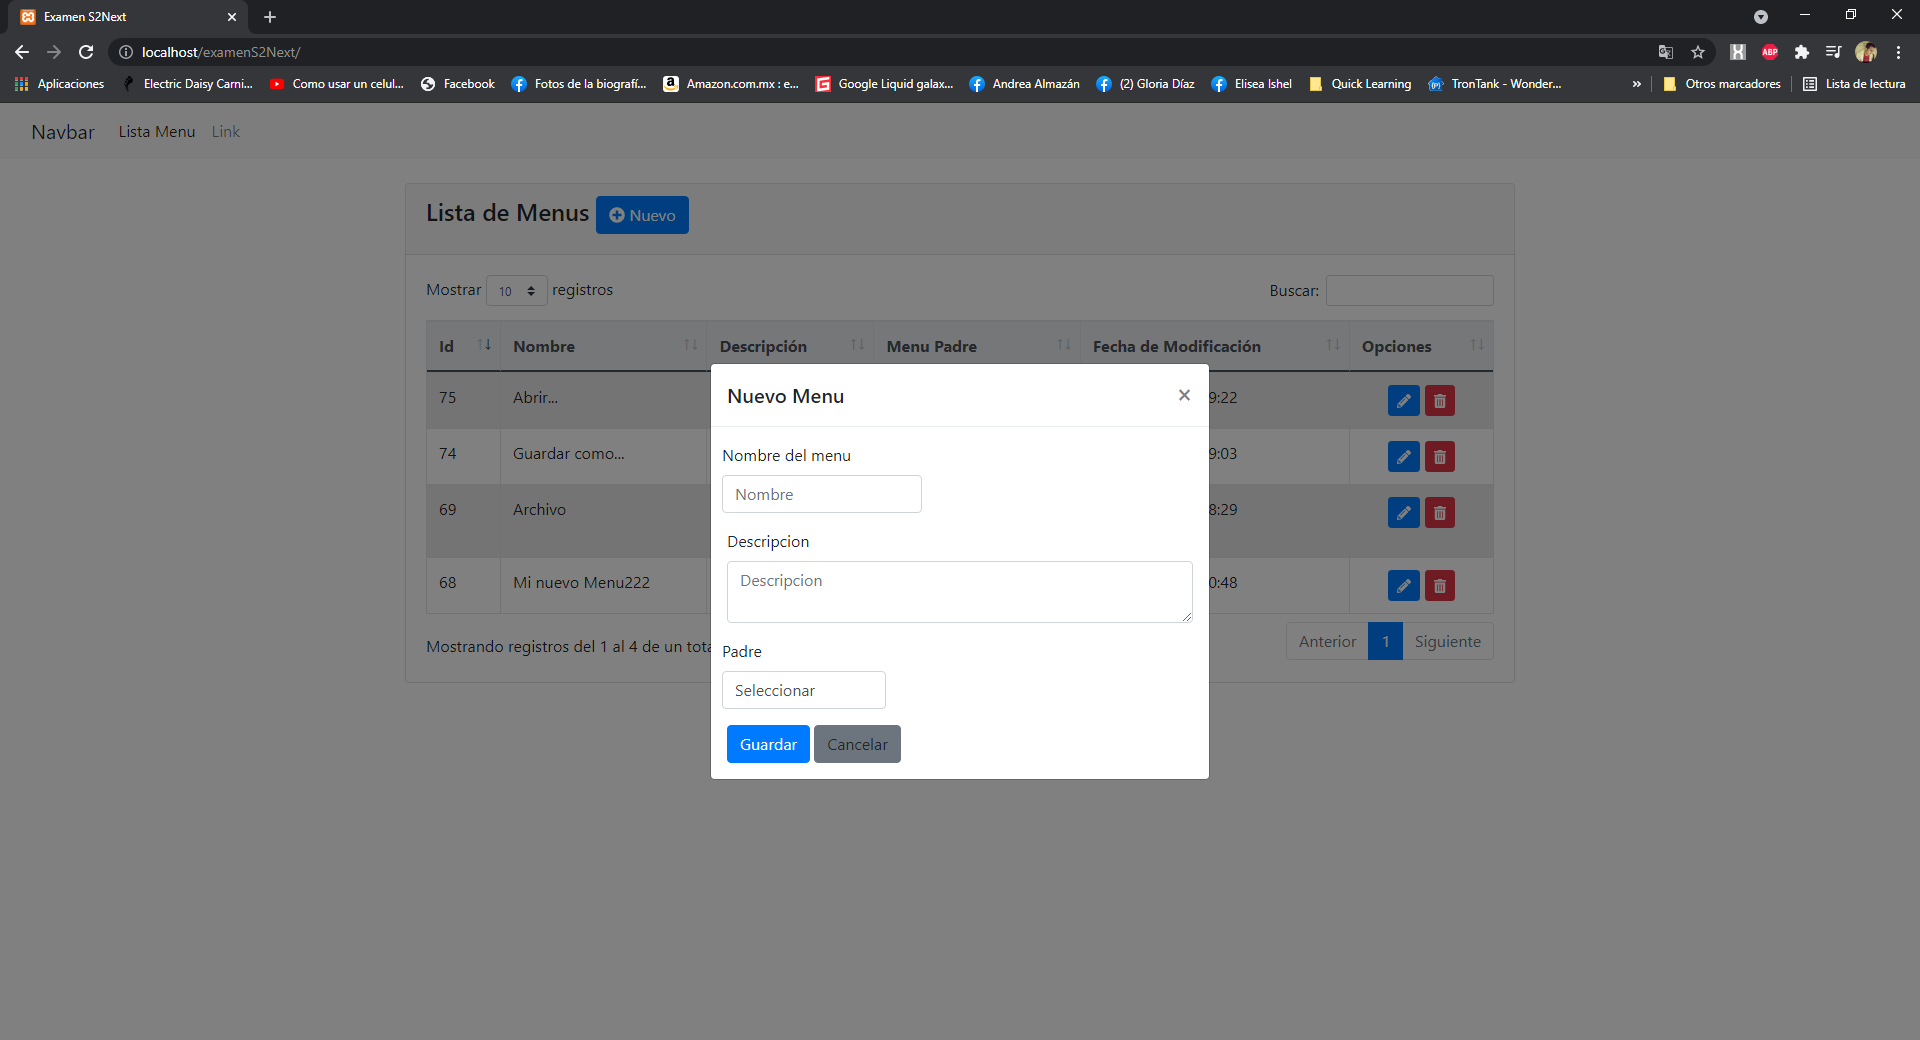 Examen S2Next
localhost/examenS2Next/
ABP
Aplicaciones Electric Daisy Carni... Como usar un celul... Facebook Fotos de la biografí... Amazon.com.mx : e... Google Liquid galax... Andrea Almazán (2) Gloria Díaz Elisea Ishel Quick Learning TronTank - Wonder... » Otros marcadores Lista de lectura
Navbar Lista Menu Link
Lista de Menus Nuevo
Mostrar 10 registros Buscar:
Id Nombre Descripción Menu Padre Fecha de Modificación Opciones
75 Abrir... 9:22
74 Guardar como... 9:03
69 Archivo 8:29
68 Mi nuevo Menu222 0:48
Mostrando registros del 1 al 4 de un tota
Anterior 1 Siguiente
Nuevo Menu ×
Nombre del menu
Nombre
Descripcion
Descripcion
Padre
Seleccionar
Guardar Cancelar